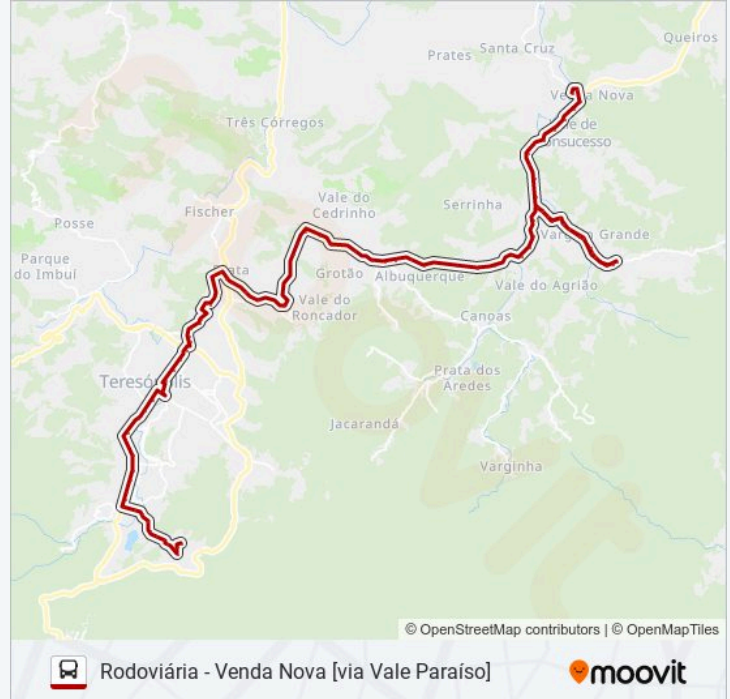 Queiros
Santa Cruz
Prates
Três Córregos
Vale do
Cedrinho
Posse
Fischer
Serrinha
Parque
do Imbuí
Grotão
Albuquerque
Vale do Agrião
Vale do
Roncador
Canoas
Prata dos
Aredes
Jacarandá
Varginha
© OpenStreetMap contributors | © OpenMapTiles
Rodoviária - Venda Nova [via Vale Paraíso]
moovit